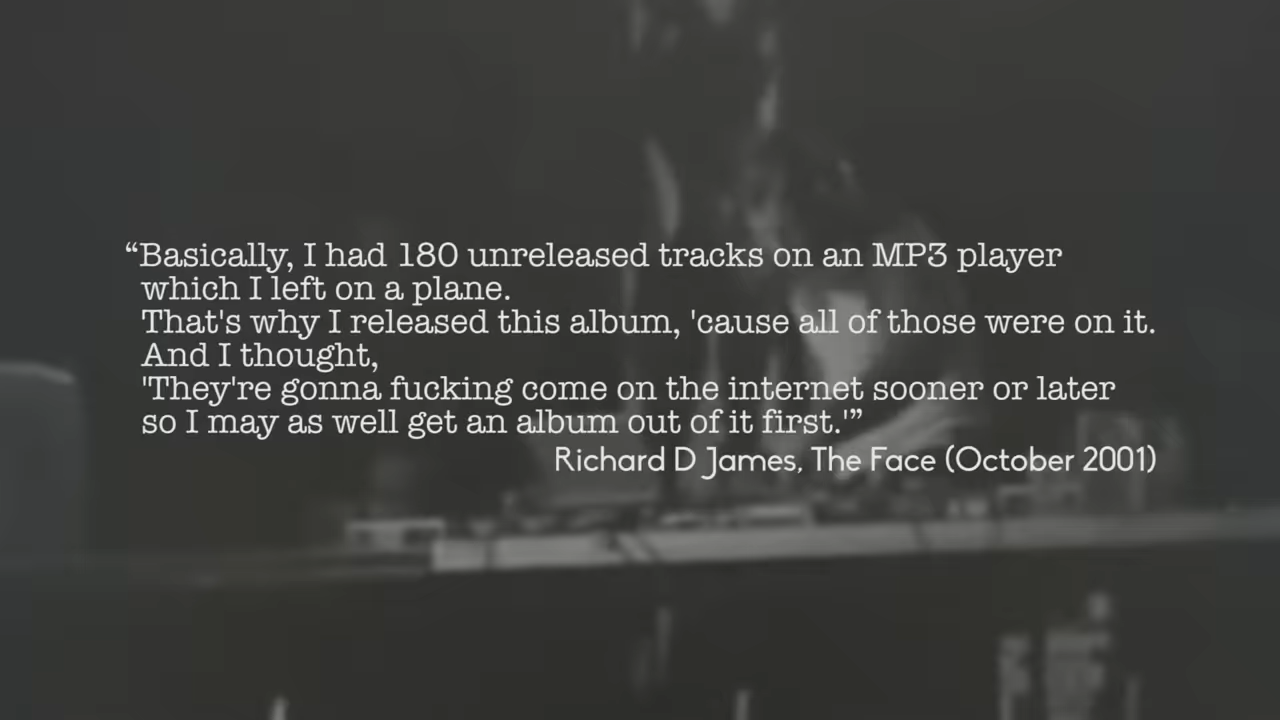 “Basically, I had 180 unreleased tracks on an MP3 player
which I left on a plane.
That's why I released this album, 'cause all of those were on it.
And I thought,
'They're gonna fucking come on the internet sooner or later
so I may as well get an album out of it first.'”
Richard D James, The Face (October 2001)